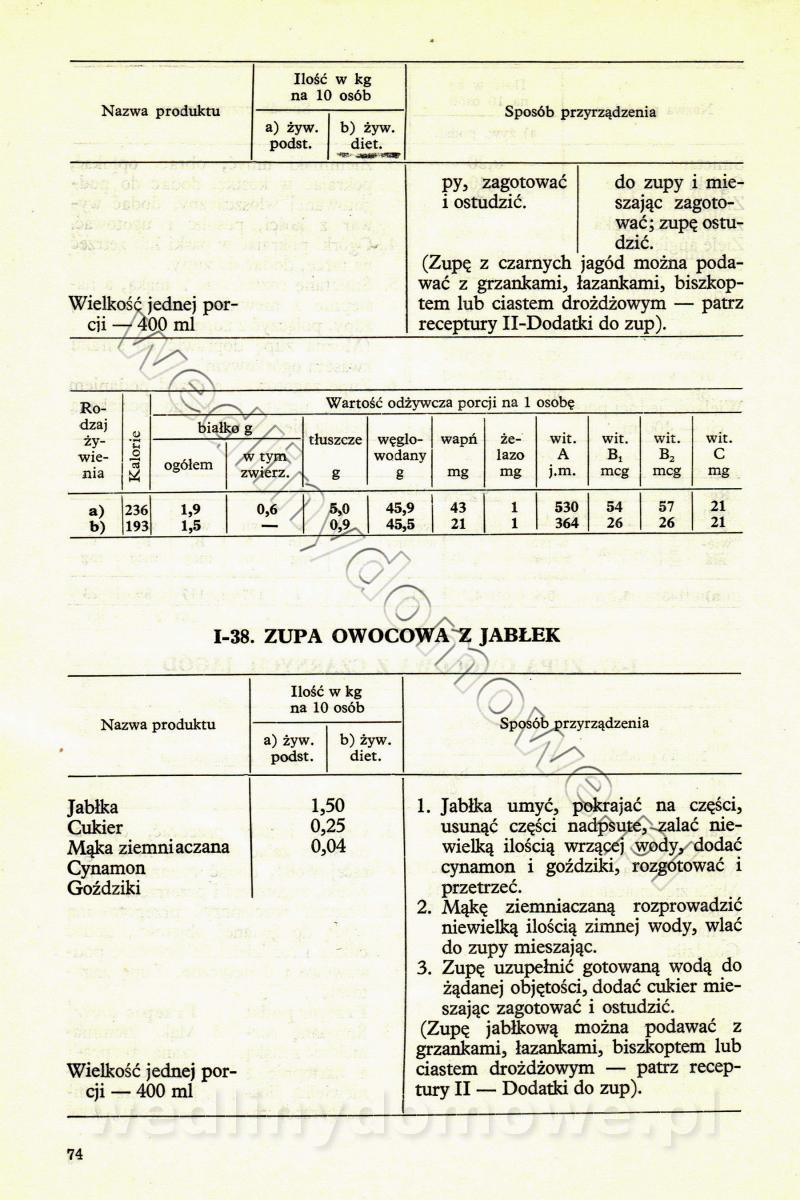 Nazwa produktu
Ilość w kg
na 10 osób
a) żyw.
podst.
b) żyw.
diet.
Sposób przyrządzenia
py, zagotować
i ostudzić.
do zupy i mie-
szając zagoto-
wać; zupę ostu-
dzić.
(Zupę z czarnych jagód można poda-
wać z grzankami, łazankami, biszkop-
tem lub ciastem drożdżowym — patrz
receptury II-Dodatki do zup).
Wielkość jednej por-
cji — 400 ml
Ro-
dzaj
ży-
wie-
nia
Kalorie
Wartość odżywcza porcji na 1 osobę
białko g
ogółem
w tym
zwierz.
tłuszcze
g
węglo-
wodany
g
wapń
mg
że-
lazo
mg
wit.
A
j.m.
wit.
B₁
mcg
wit.
B₂
mcg
wit.
C
mg
a) 236 1,9 0,6 5,0 45,9 43 1 530 54 57 21
b) 193 1,5 — 0,9 45,5 21 1 364 26 26 21
I-38. ZUPA OWOCOWA Z JABŁEK
Nazwa produktu
Ilość w kg
na 10 osób
a) żyw.
podst.
b) żyw.
diet.
Sposób przyrządzenia
Jabłka 1,50
Cukier 0,25
Mąka ziemniaczana 0,04
Cynamon
Goździki
Wielkość jednej por-
cji — 400 ml
1. Jabłka umyć, pokrajać na części,
usunąć części nadpsute, zalać nie-
wielką ilością wrzącej wody, dodać
cynamon i goździki, rozgotować i
przetrzeć.
2. Mąkę ziemniaczaną rozprowadzić
niewielką ilością zimnej wody, wlać
do zupy mieszając.
3. Zupę uzupełnić gotowaną wodą do
żądanej objętości, dodać cukier mie-
szając zagotować i ostudzić.
(Zupę jabłkową można podawać z
grzankami, łazankami, biszkoptem lub
ciastem drożdżowym — patrz recep-
tury II — Dodatki do zup).
74
wedlinydomowe.pl
wedlinydomowe.pl